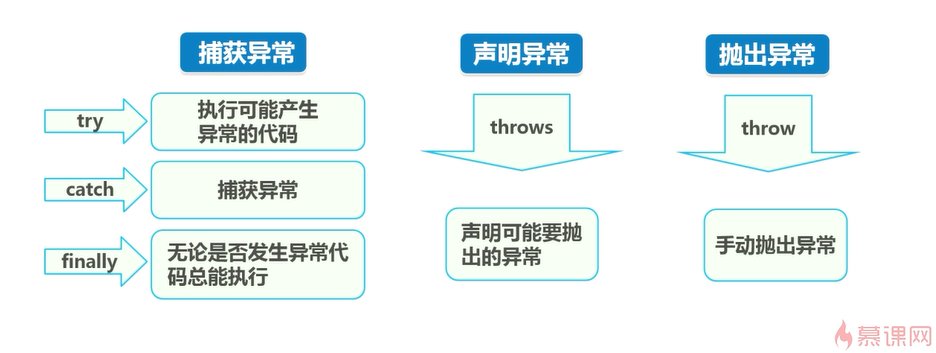 捕获异常
try
执行可能产生
异常的代码
catch
捕获异常
finally
无论是否发生异常代
码总能执行
声明异常
throws
声明可能要抛
出的异常
抛出异常
throw
手动抛出异常
慕课网